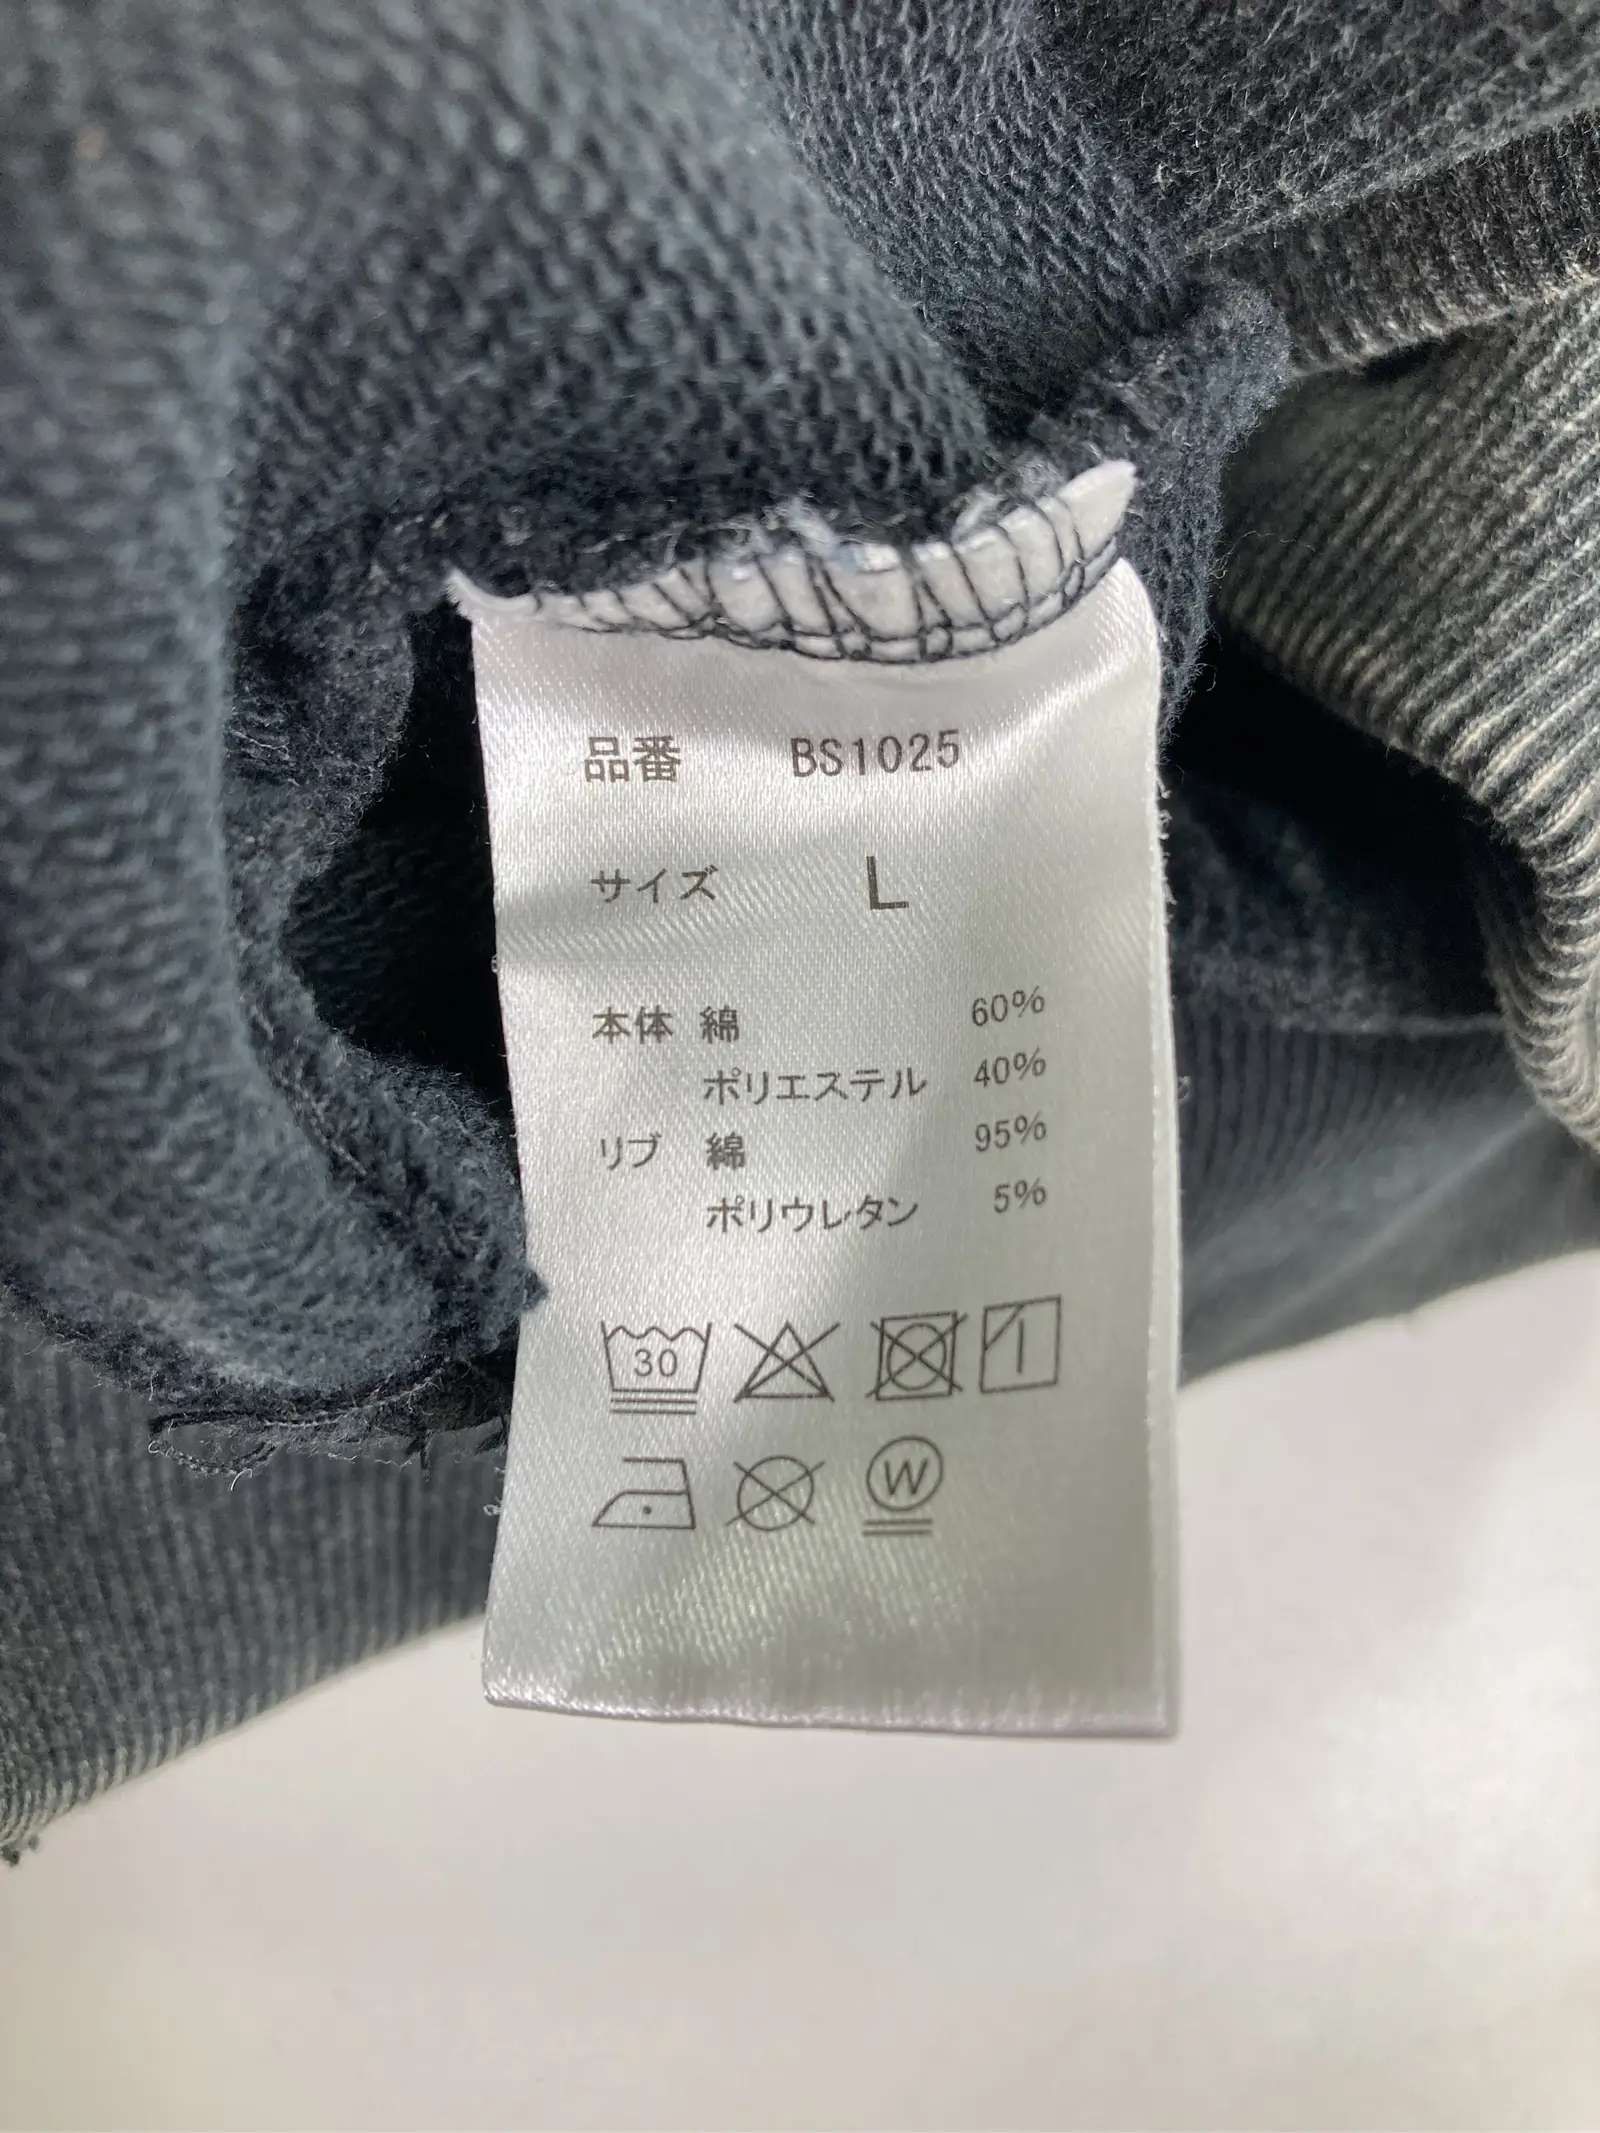 品番 BS1025
サイズ L
本体 綿 60%
ポリエステル 40%
リブ 綿 95%
ポリウレタン 5%
30
W